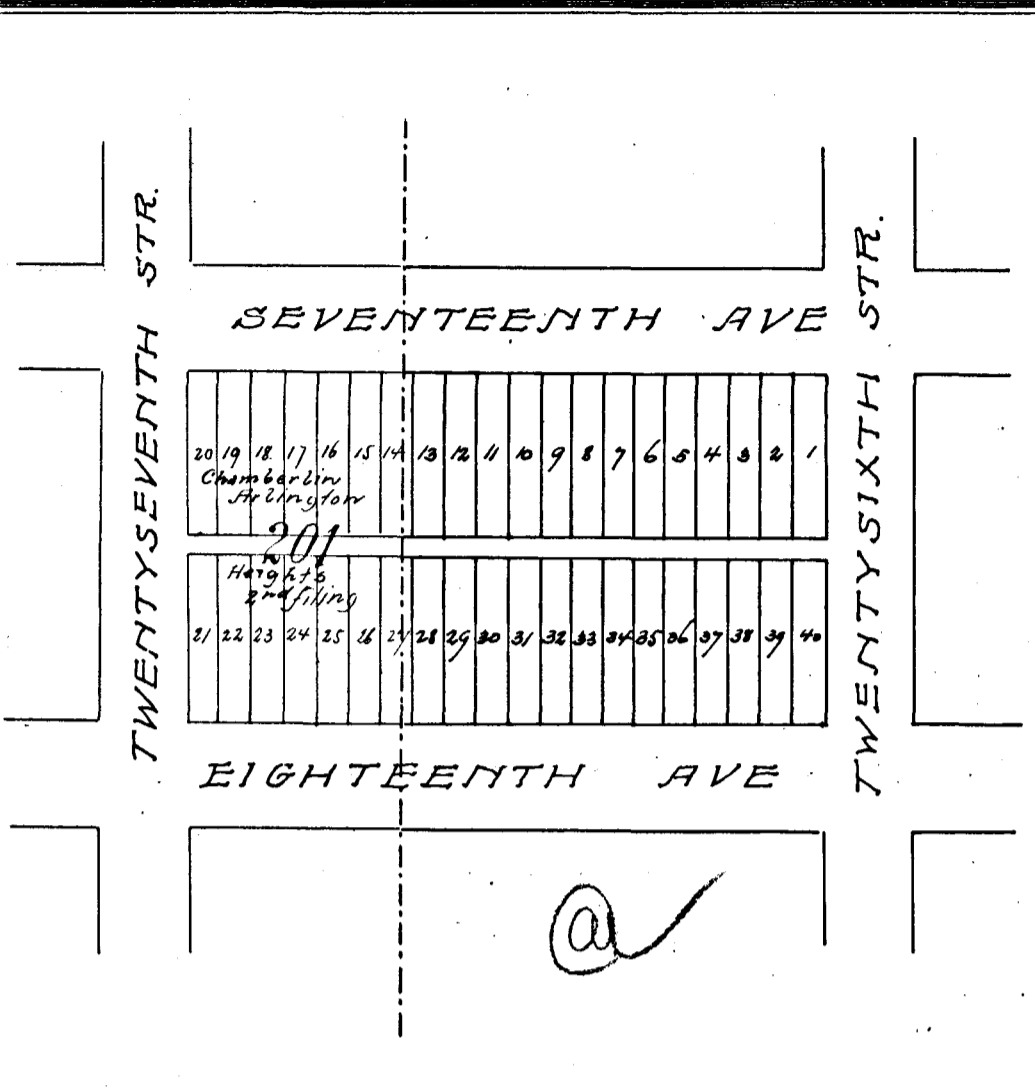 TWENTYSEVENTH STR.
SEVENTEENTH AVE
20 19 18 17 16 15 14 13 12 11 10 9 8 7 6 5 4 3 2 1
Chamberlin
Arlington
201
Heights
2nd filing
21 22 23 24 25 26 27 28 29 30 31 32 33 34 35 36 37 38 39 40
EIGHTEENTH AVE
TWENTYSIXTH STR.
a